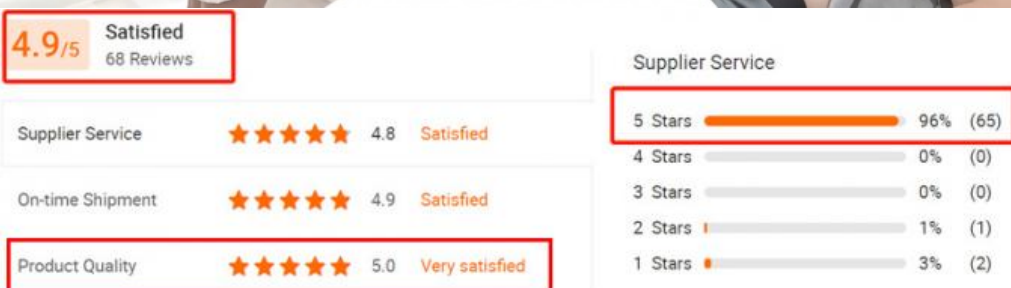 4.9/5 Satisfied
68 Reviews
Supplier Service 4.8 Satisfied
On-time Shipment 4.9 Satisfied
Product Quality 5.0 Very satisfied
Supplier Service
5 Stars 96% (65)
4 Stars 0% (0)
3 Stars 0% (0)
2 Stars 1% (1)
1 Stars 3% (2)